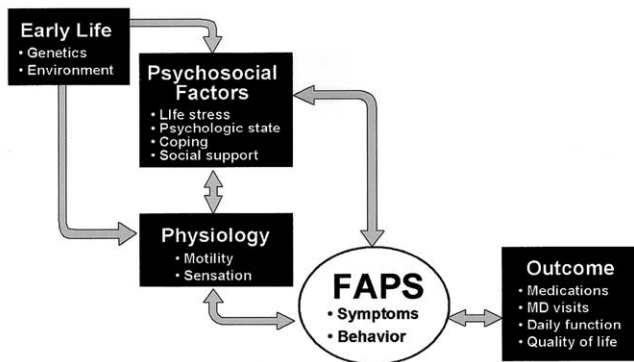 Early Life
• Genetics
• Environment
Psychosocial
Factors
• LIfe stress
• Psychologic state
• Coping
• Social support
Physiology
• Motility
• Sensation
FAPS
• Symptoms
• Behavior
Outcome
• Medications
• MD visits
• Daily function
• Quality of life